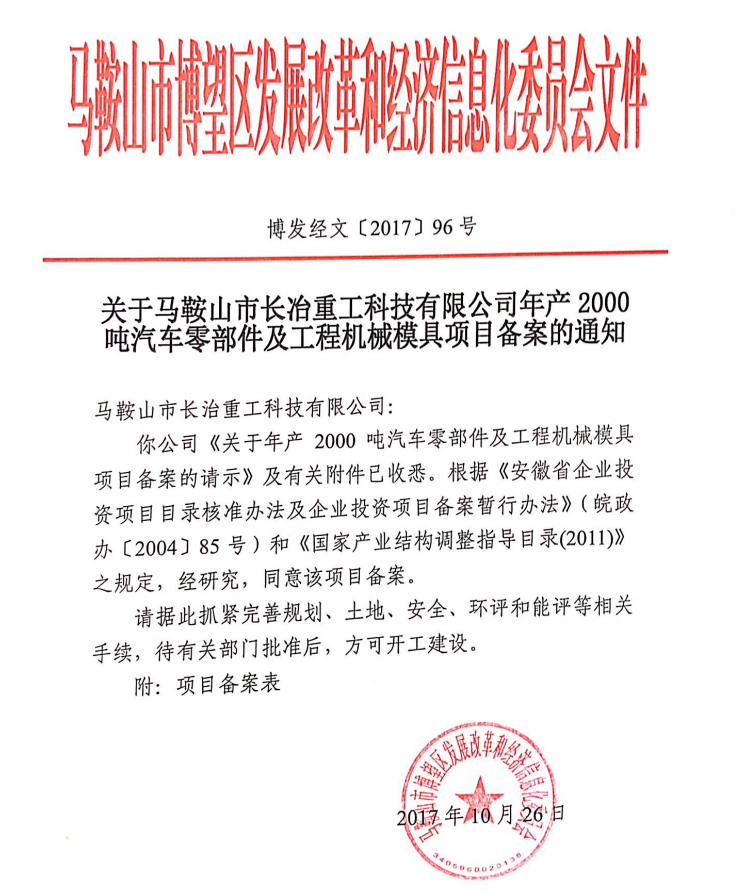 马鞍山市博望区发展改革和经济信息化委员会文件
博发经文〔2017〕96 号
关于马鞍山市长冶重工科技有限公司年产 2000
吨汽车零部件及工程机械模具项目备案的通知
马鞍山市长治重工科技有限公司:
你公司《关于年产 2000 吨汽车零部件及工程机械模具
项目备案的请示》及有关附件已收悉。根据《安徽省企业投
资项目目录核准办法及企业投资项目备案暂行办法》(皖政
办〔2004〕85 号)和《国家产业结构调整指导目录(2011)》
之规定,经研究,同意该项目备案。
请据此抓紧完善规划、土地、安全、环评和能评等相关
手续,待有关部门批准后,方可开工建设。
附:项目备案表
马鞍山市博望区发展改革和经济信息化委员会
2017 年 10 月 26 日
3405960020138